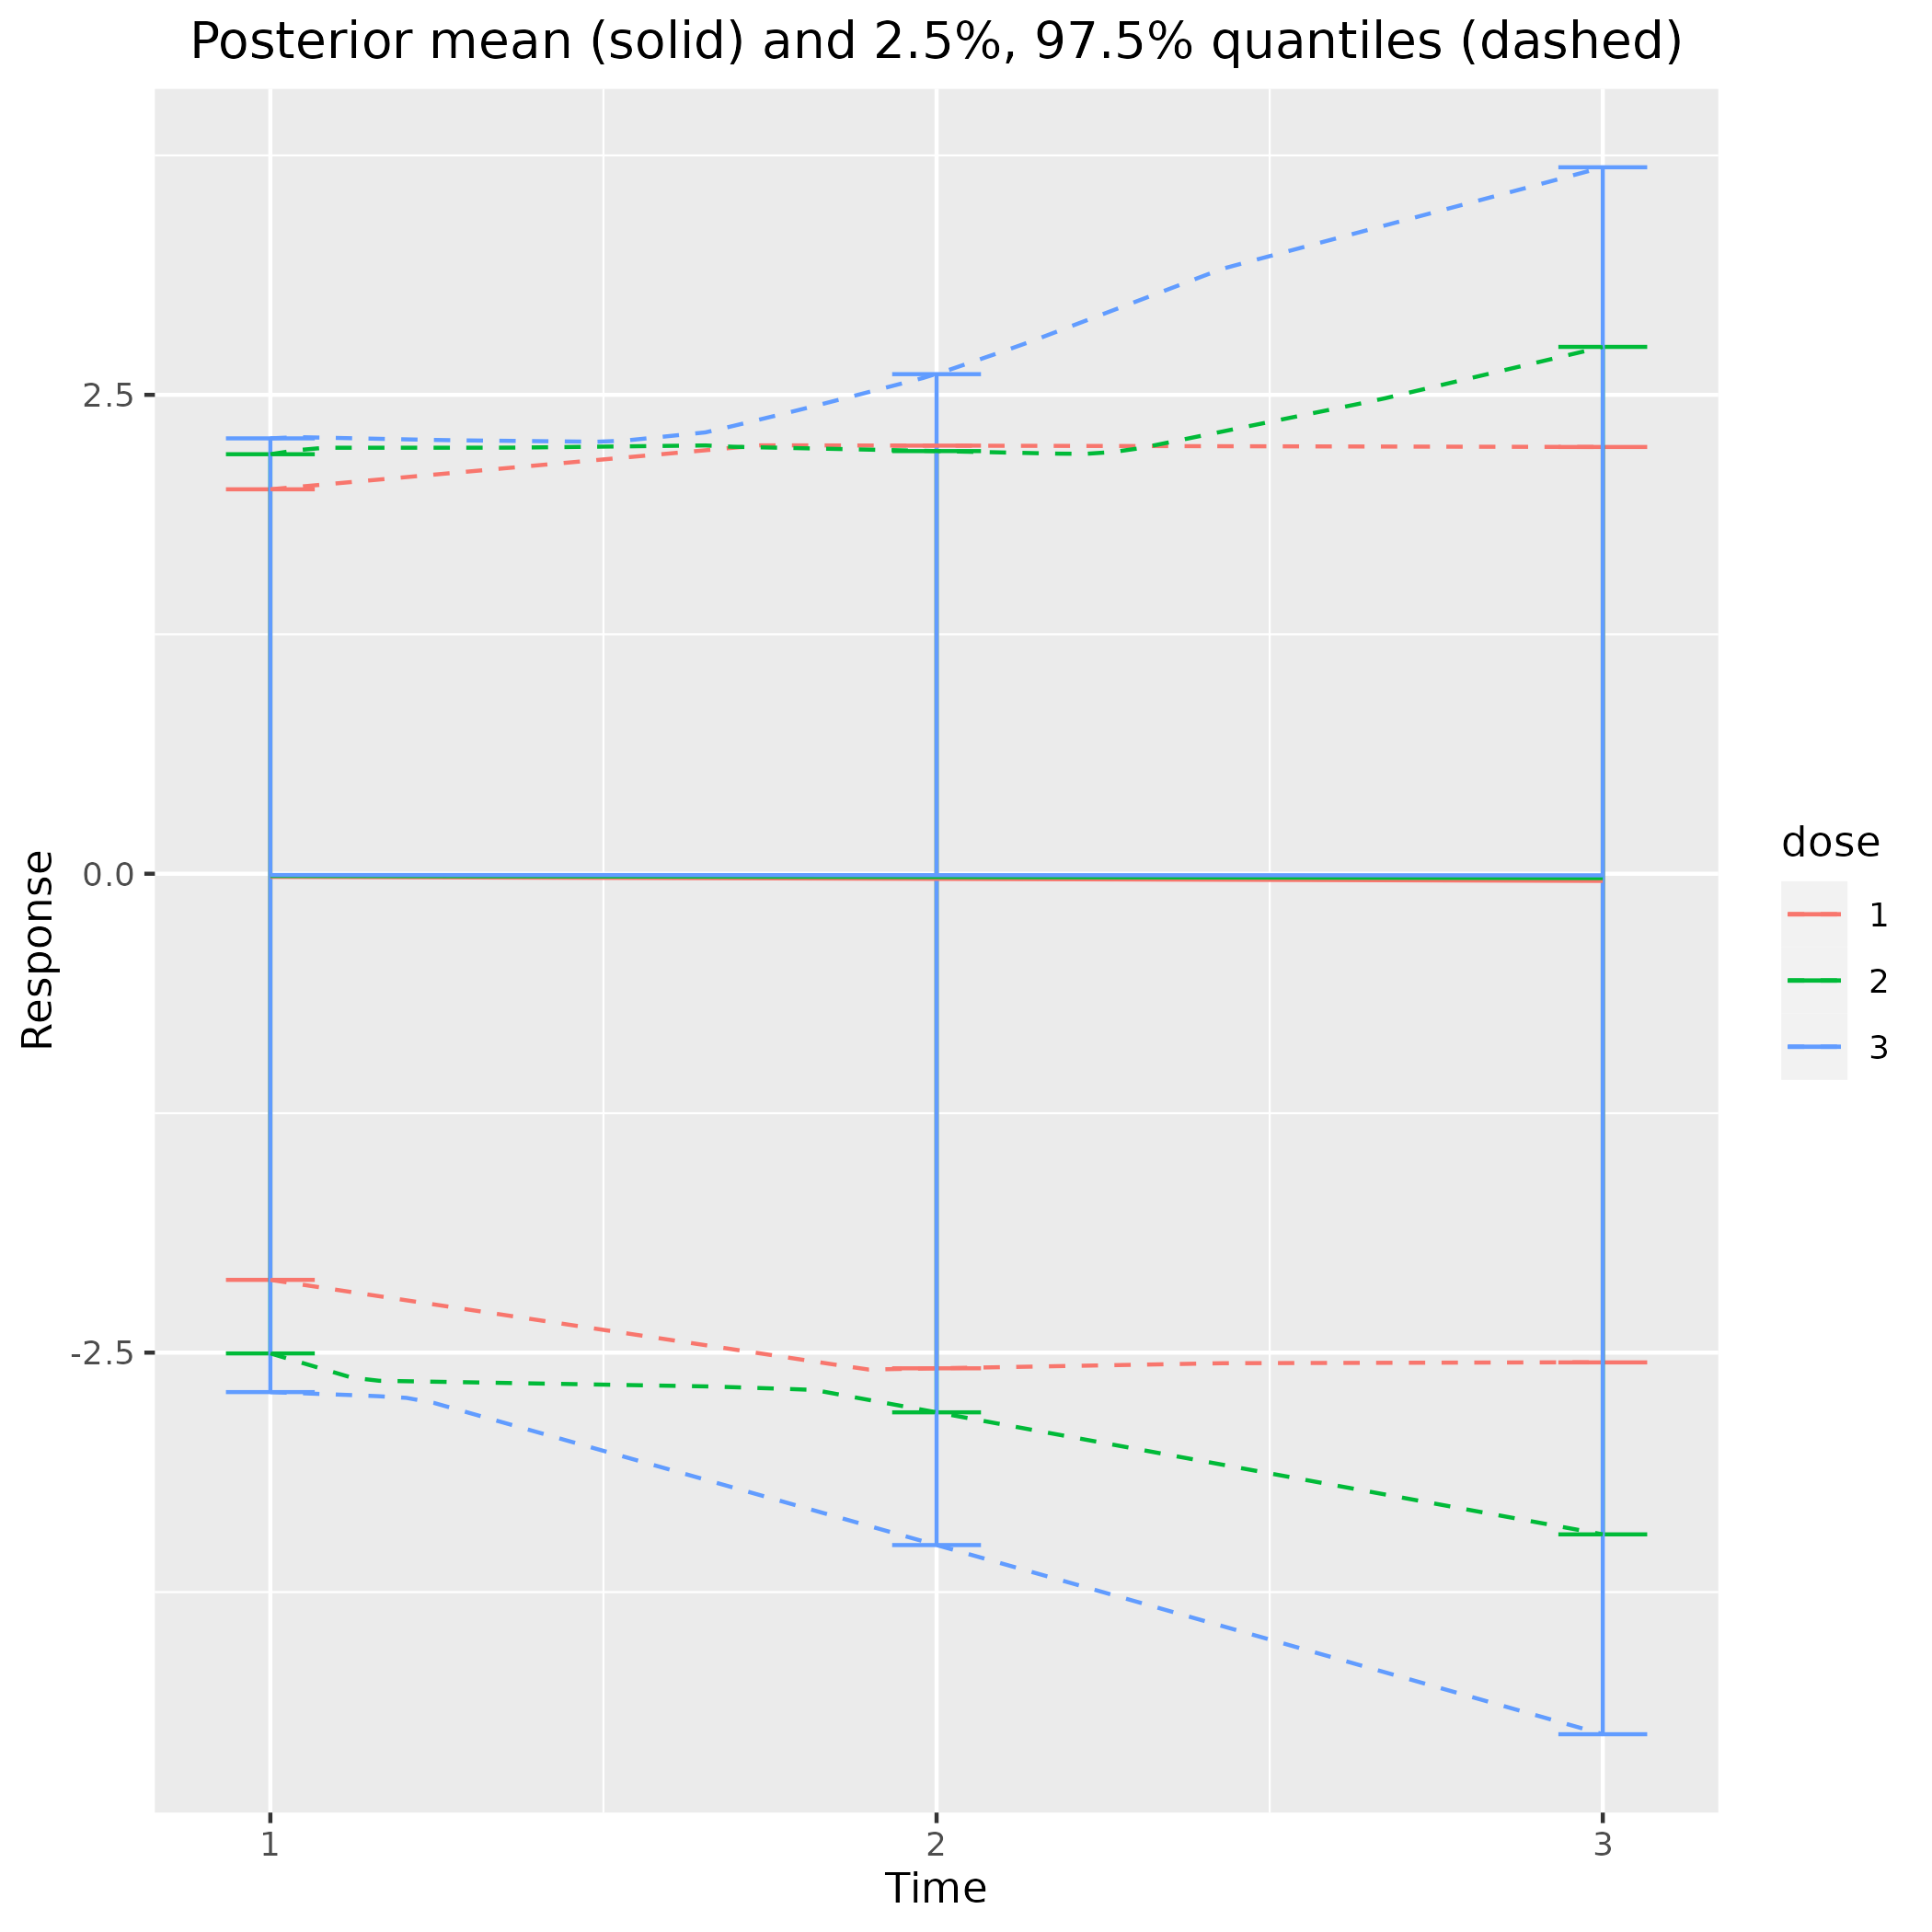 Posterior mean (solid) and 2.5%, 97.5% quantiles (dashed)
Response
2.5
0.0
-2.5
1
2
3
Time
dose
1
2
3